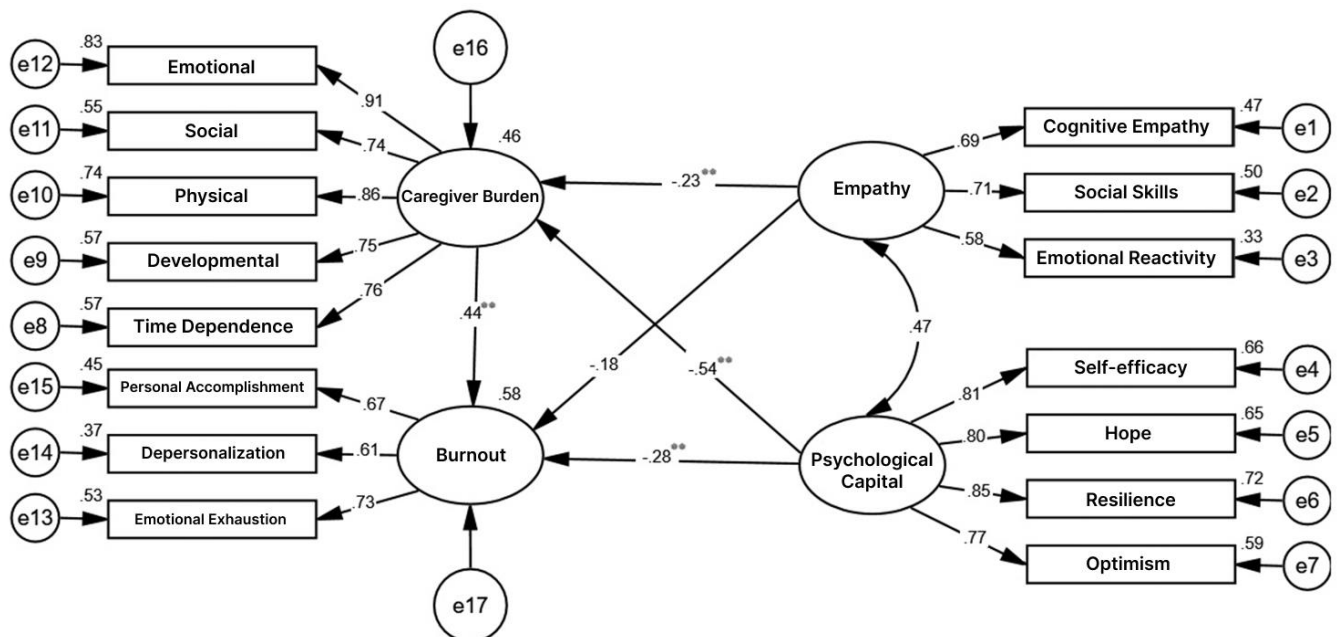 e12
.83
Emotional
.91
e16
e11
.55
Social
.74
.46
e10
.74
Physical
.86
Caregiver Burden
e9
.57
Developmental
.75
e8
.57
Time Dependence
.76
.44**
e15
.45
Personal Accomplishment
.67
.58
e14
.37
Depersonalization
.61
Burnout
e13
.53
Emotional Exhaustion
.73
e17
-.23**
-.18
-.54**
-.28**
Empathy
.47
Psychological
Capital
.69
Cognitive Empathy
.47
e1
.71
Social Skills
.50
e2
.58
Emotional Reactivity
.33
e3
.81
Self-efficacy
.66
e4
.80
Hope
.65
e5
.85
Resilience
.72
e6
.77
Optimism
.59
e7